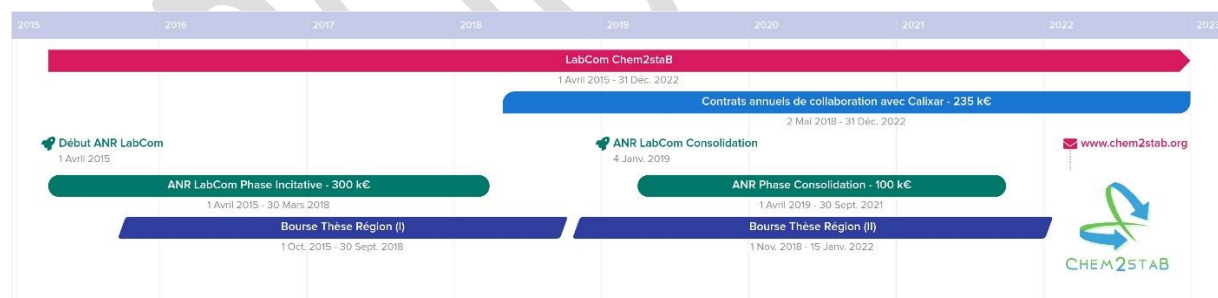 2015 2016 2017 2018 2019 2020 2021 2022 2023
LabCom Chem2staB
1 Avril 2015 - 31 Déc. 2022
Contrats annuels de collaboration avec Calixar - 235 k€
2 Mai 2018 - 31 Déc. 2022
Début ANR LabCom
1 Avril 2015
ANR LabCom Consolidation
4 Janv. 2019
www.chem2stab.org
ANR LabCom Phase Incitative - 300 k€
1 Avril 2015 - 30 Mars 2018
ANR Phase Consolidation - 100 k€
1 Avril 2019 - 30 Sept. 2021
Bourse Thèse Région (I)
1 Oct. 2015 - 30 Sept. 2018
Bourse Thèse Région (II)
1 Nov. 2018 - 15 Janv. 2022
CHEM2STAB